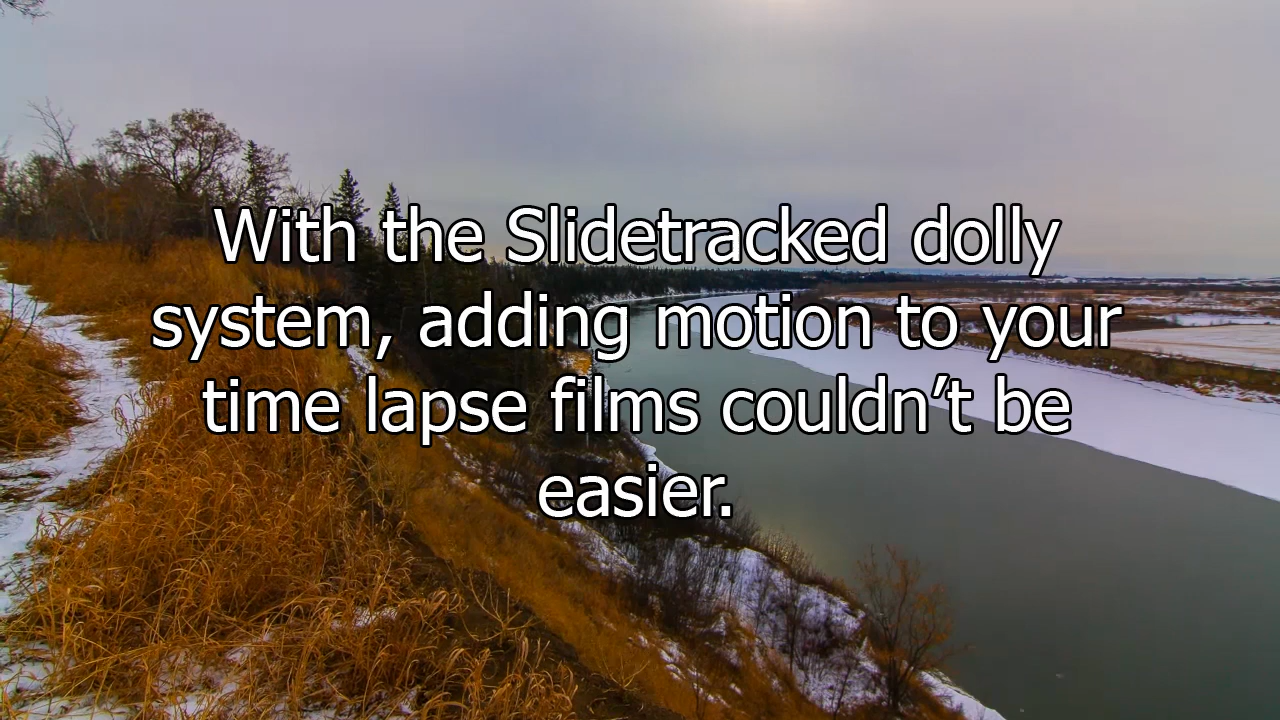 With the Slidetracked dolly
system, adding motion to your
time lapse films couldn’t be
easier.